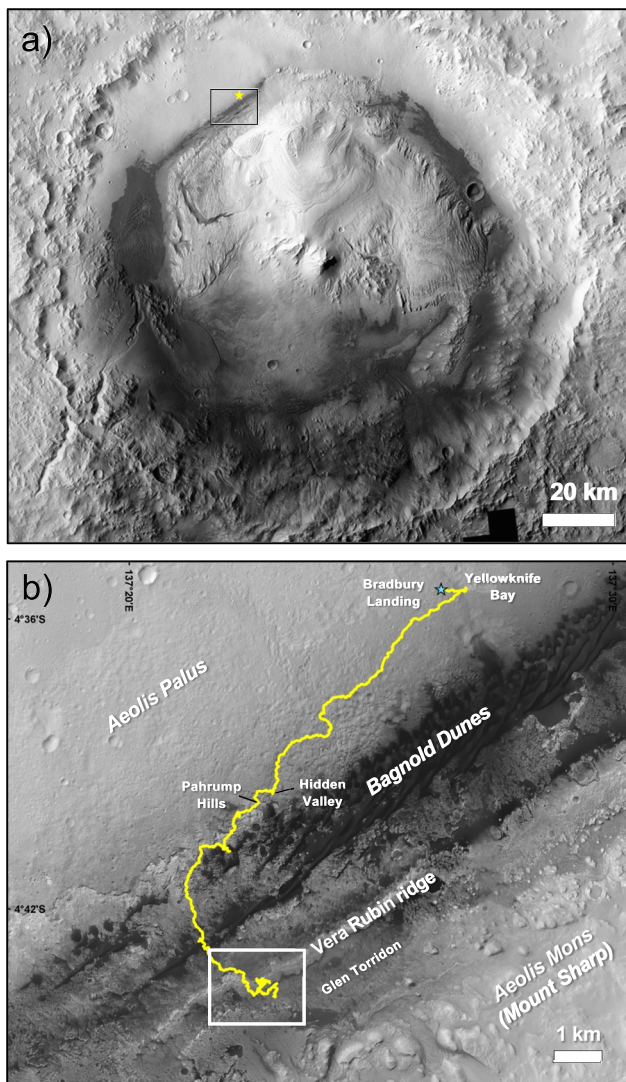 a)
20 km
b)
137°20'E
137°30'E
Bradbury
Landing
Yellowknife
Bay
4°36'S
Aeolis Palus
Bagnold Dunes
Pahrump
Hills
Hidden
Valley
4°42'S
Vera Rubin ridge
Glen Torridon
Aeolis Mons
(Mount Sharp)
1 km